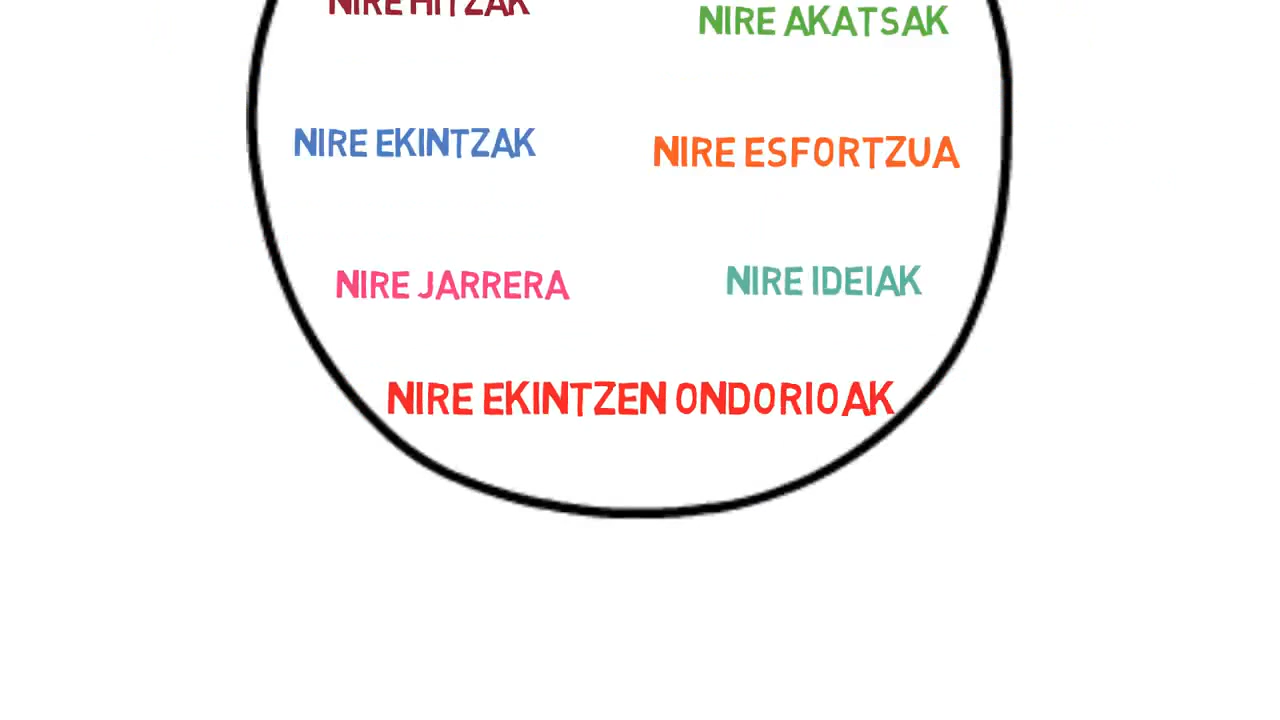 NIRE HITZAK
NIRE AKATSAK
NIRE EKINTZAK
NIRE ESFORTZUA
NIRE JARRERA
NIRE IDEIAK
NIRE EKINTZEN ONDORIOAK